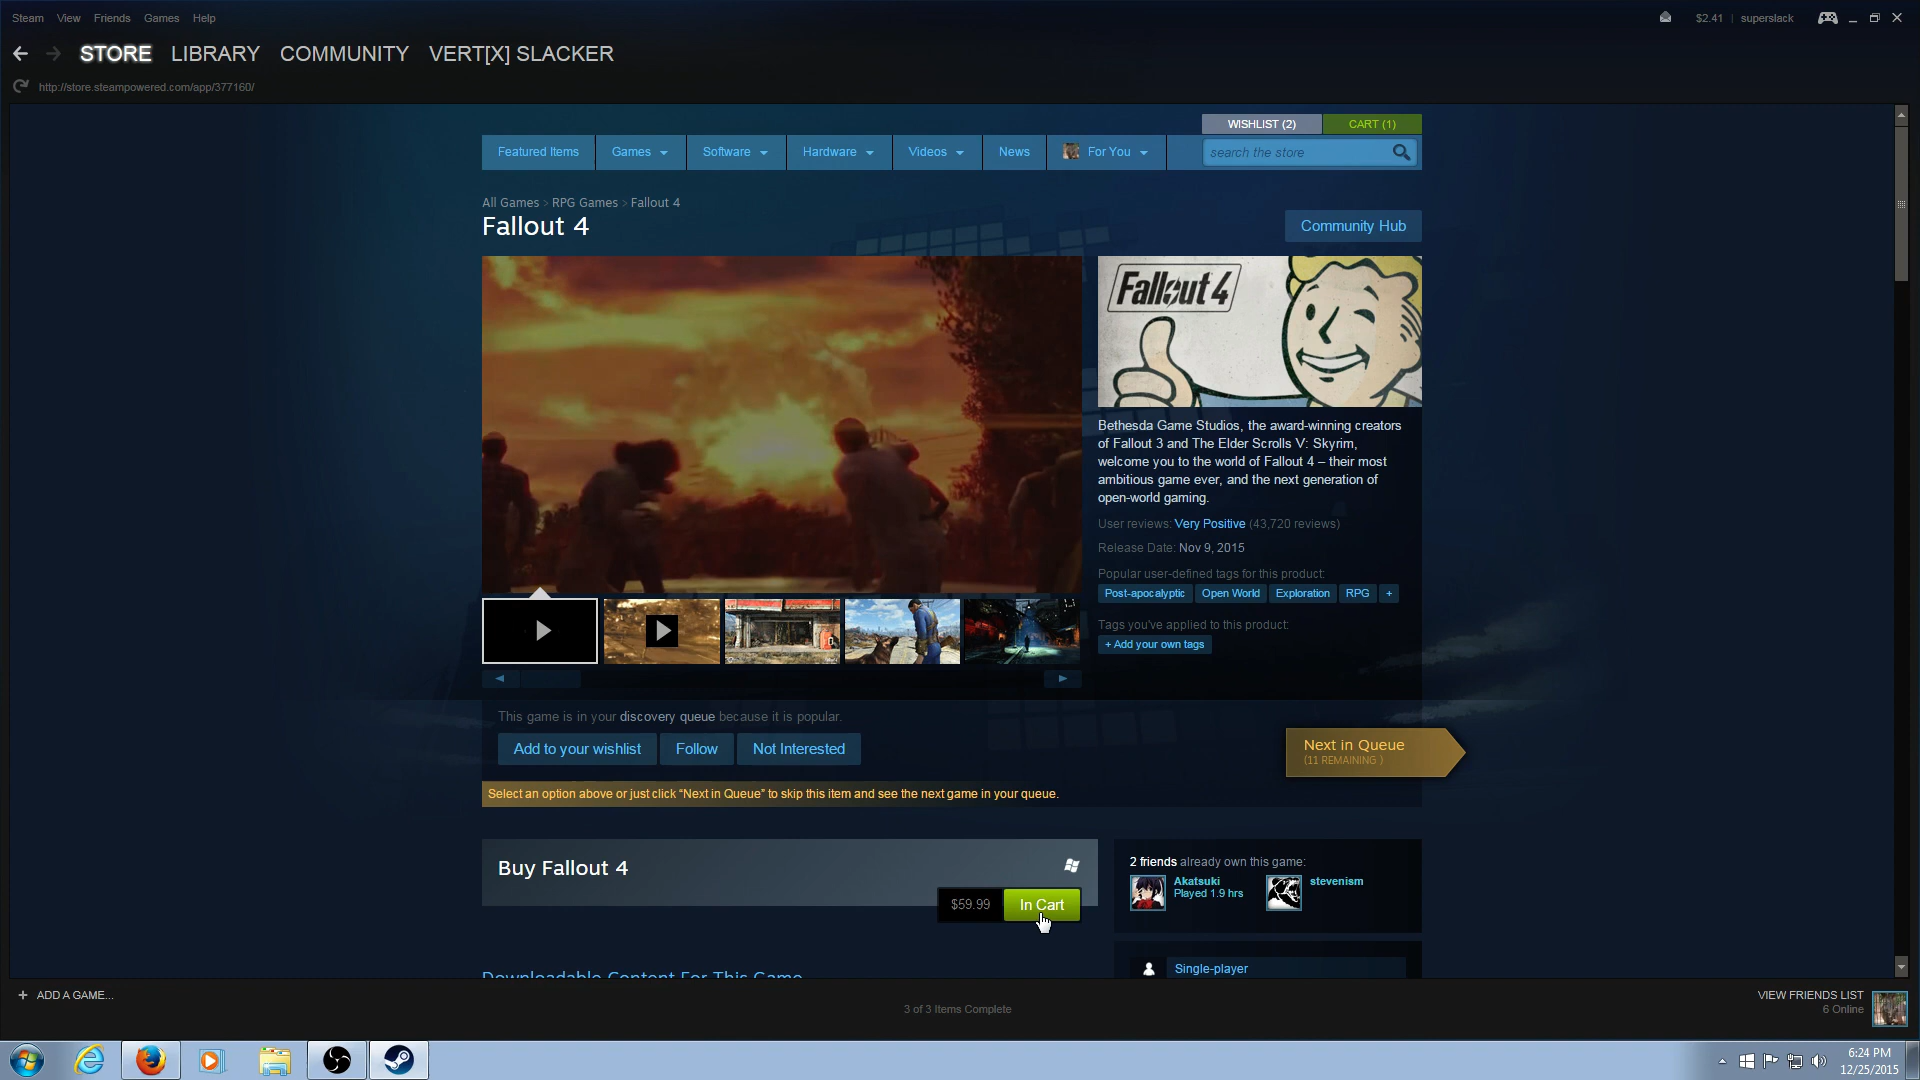 Steam View Friends Games Help
$2.41 | superslack
STORE LIBRARY COMMUNITY VERT[X] SLACKER
http://store.steampowered.com/app/377160/
WISHLIST (2) CART (1)
Featured Items Games Software Hardware Videos News For You search the store
All Games > RPG Games > Fallout 4
Fallout 4
Community Hub
Fallout 4
Bethesda Game Studios, the award-winning creators
of Fallout 3 and The Elder Scrolls V: Skyrim,
welcome you to the world of Fallout 4 – their most
ambitious game ever, and the next generation of
open-world gaming.
User reviews: Very Positive (43,720 reviews)
Release Date: Nov 9, 2015
Popular user-defined tags for this product:
Post-apocalyptic Open World Exploration RPG +
Tags you've applied to this product:
+ Add your own tags
This game is in your discovery queue because it is popular.
Add to your wishlist Follow Not Interested
Next in Queue
(11 REMAINING )
Select an option above or just click “Next in Queue” to skip this item and see the next game in your queue.
Buy Fallout 4
$59.99 In Cart
2 friends already own this game:
Akatsuki
Played 1.9 hrs
stevenism
Downloadable Content For This Game
Single-player
+ ADD A GAME...
3 of 3 Items Complete
VIEW FRIENDS LIST
6 Online
6:24 PM
12/25/2015